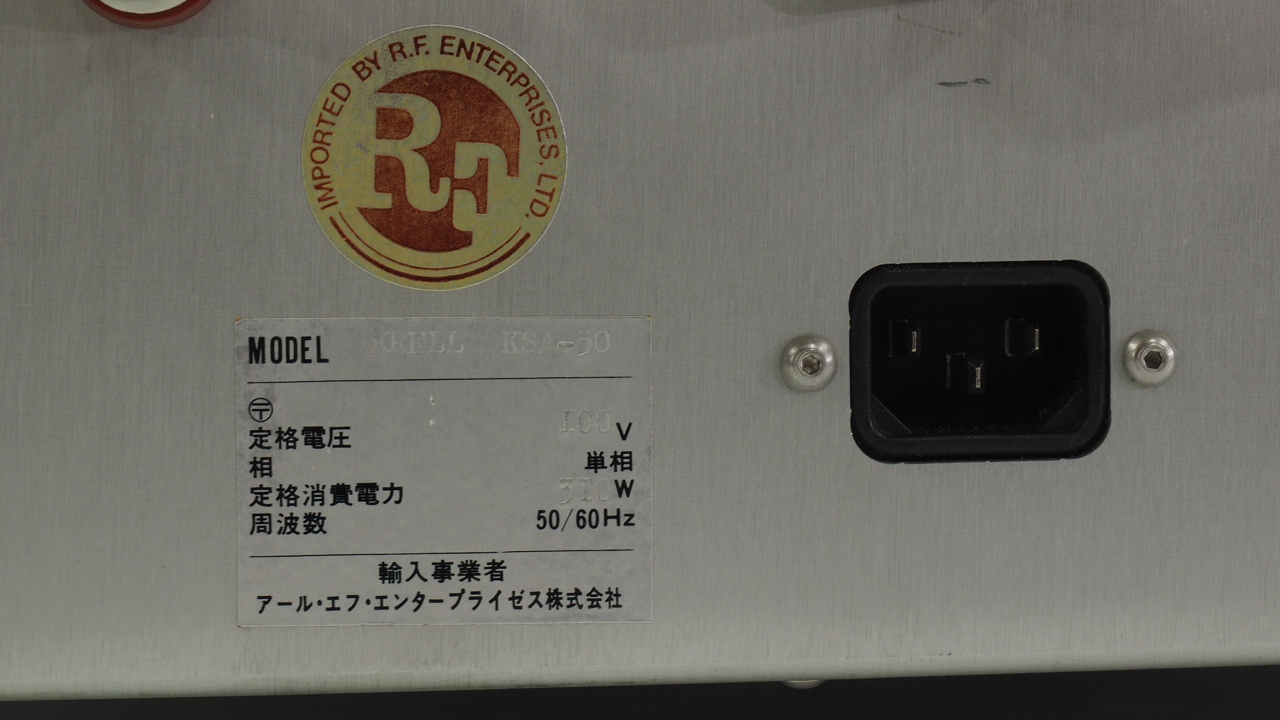 IMPORTED BY R.F. ENTERPRISES, LTD.
RF
MODEL KRELL KSA-50
〶
定格電圧 100 V
相 単相
定格消費電力 W
周波数 50/60Hz
輸入事業者
アール・エフ・エンタープライゼス株式会社